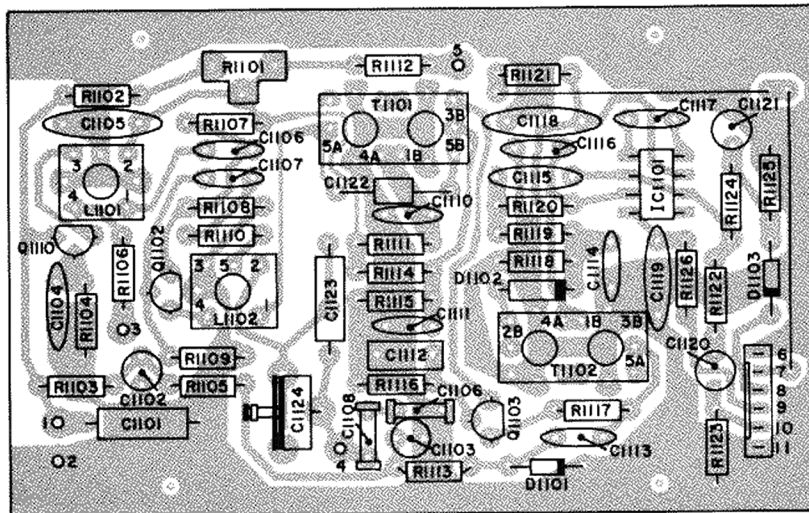 R1101
R1112
5
R1121
R1102
T1101
C1105
R1107
3B
5A
4A
1B
5B
C1118
C1117
C1121
C1106
C1116
3
2
4
1
L1101
C1107
C1122
C1110
C1115
IC1101
R1124
R1125
R1108
R1120
Q1110
R1106
Q1102
R1110
R1111
R1119
R1118
C1114
C1119
R1126
R1122
D1103
3
5
2
4
1
L1102
C1123
R1114
D1102
C1104
R1104
R1115
C1111
2B
4A
1B
3B
5A
T1102
3
C1112
C1120
6
7
8
9
10
11
R1109
R1103
C1102
R1105
R1116
C1124
C1108
C1106
Q1103
R1117
1
C1101
C1103
C1113
R1123
2
4
R1113
D1101